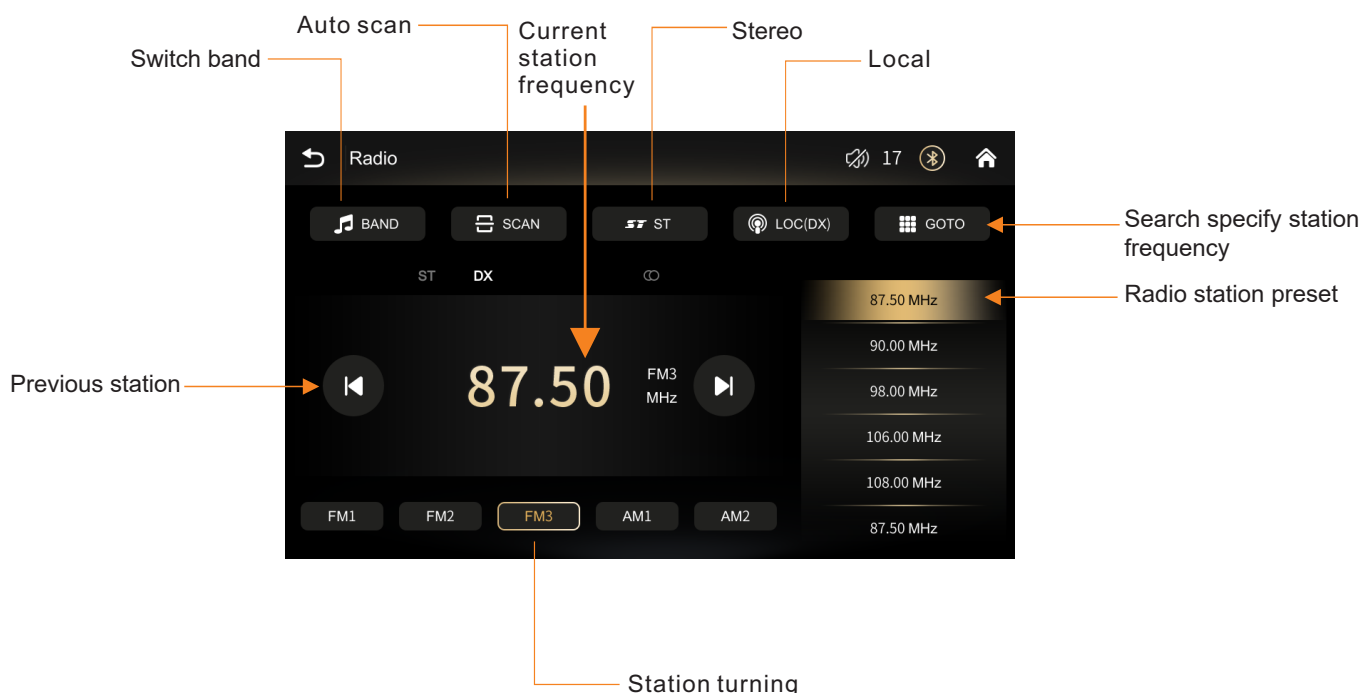 Auto scan
Current
station
frequency
Stereo
Switch band
Local
Radio
17
BAND
SCAN
ST
LOC(DX)
GOTO
Search specify station
frequency
ST
DX
87.50 MHz
Radio station preset
90.00 MHz
Previous station
87.50
FM3
MHz
98.00 MHz
106.00 MHz
108.00 MHz
FM1
FM2
FM3
AM1
AM2
87.50 MHz
Station turning